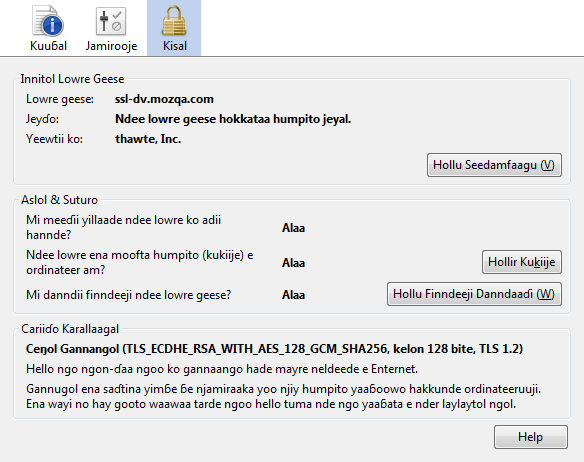 Kuuɓal Jamirooje Kisal
Innitol Lowre Geese
Lowre geese: ssl-dv.mozqa.com
Jeyɗo: Ndee lowre geese hokkataa humpito jeyal.
Yeewtii ko: thawte, Inc.
Hollu Seedamfaagu (V)
Aslol & Suturo
Mi meeɗii yillaade ndee lowre ko adii
hannde? Alaa
Ndee lowre ena moofta humpito (kukiije) e
ordinateer am? Alaa Hollir Kukiije
Mi danndii finndeeji ndee lowre geese? Alaa Hollu Finndeeji Danndaaɗi (W)
Cariiɗo Karallaagal
Ceŋol Gannangol (TLS_ECDHE_RSA_WITH_AES_128_GCM_SHA256, kelon 128 bite, TLS 1.2)
Hello ngo ngon-ɗaa ngoo ko gannaango hade mayre neldeede e Enternet.
Gannugol ena saɗtina yimɓe ɓe njamiraaka yoo njiy humpito yaaɓoowo hakkunde ordinateeruuji.
Ena wayi no hay gooto waawaa tarde ngoo hello tuma nde ngo yaaɓata e nder laylaytol ngol.
Help